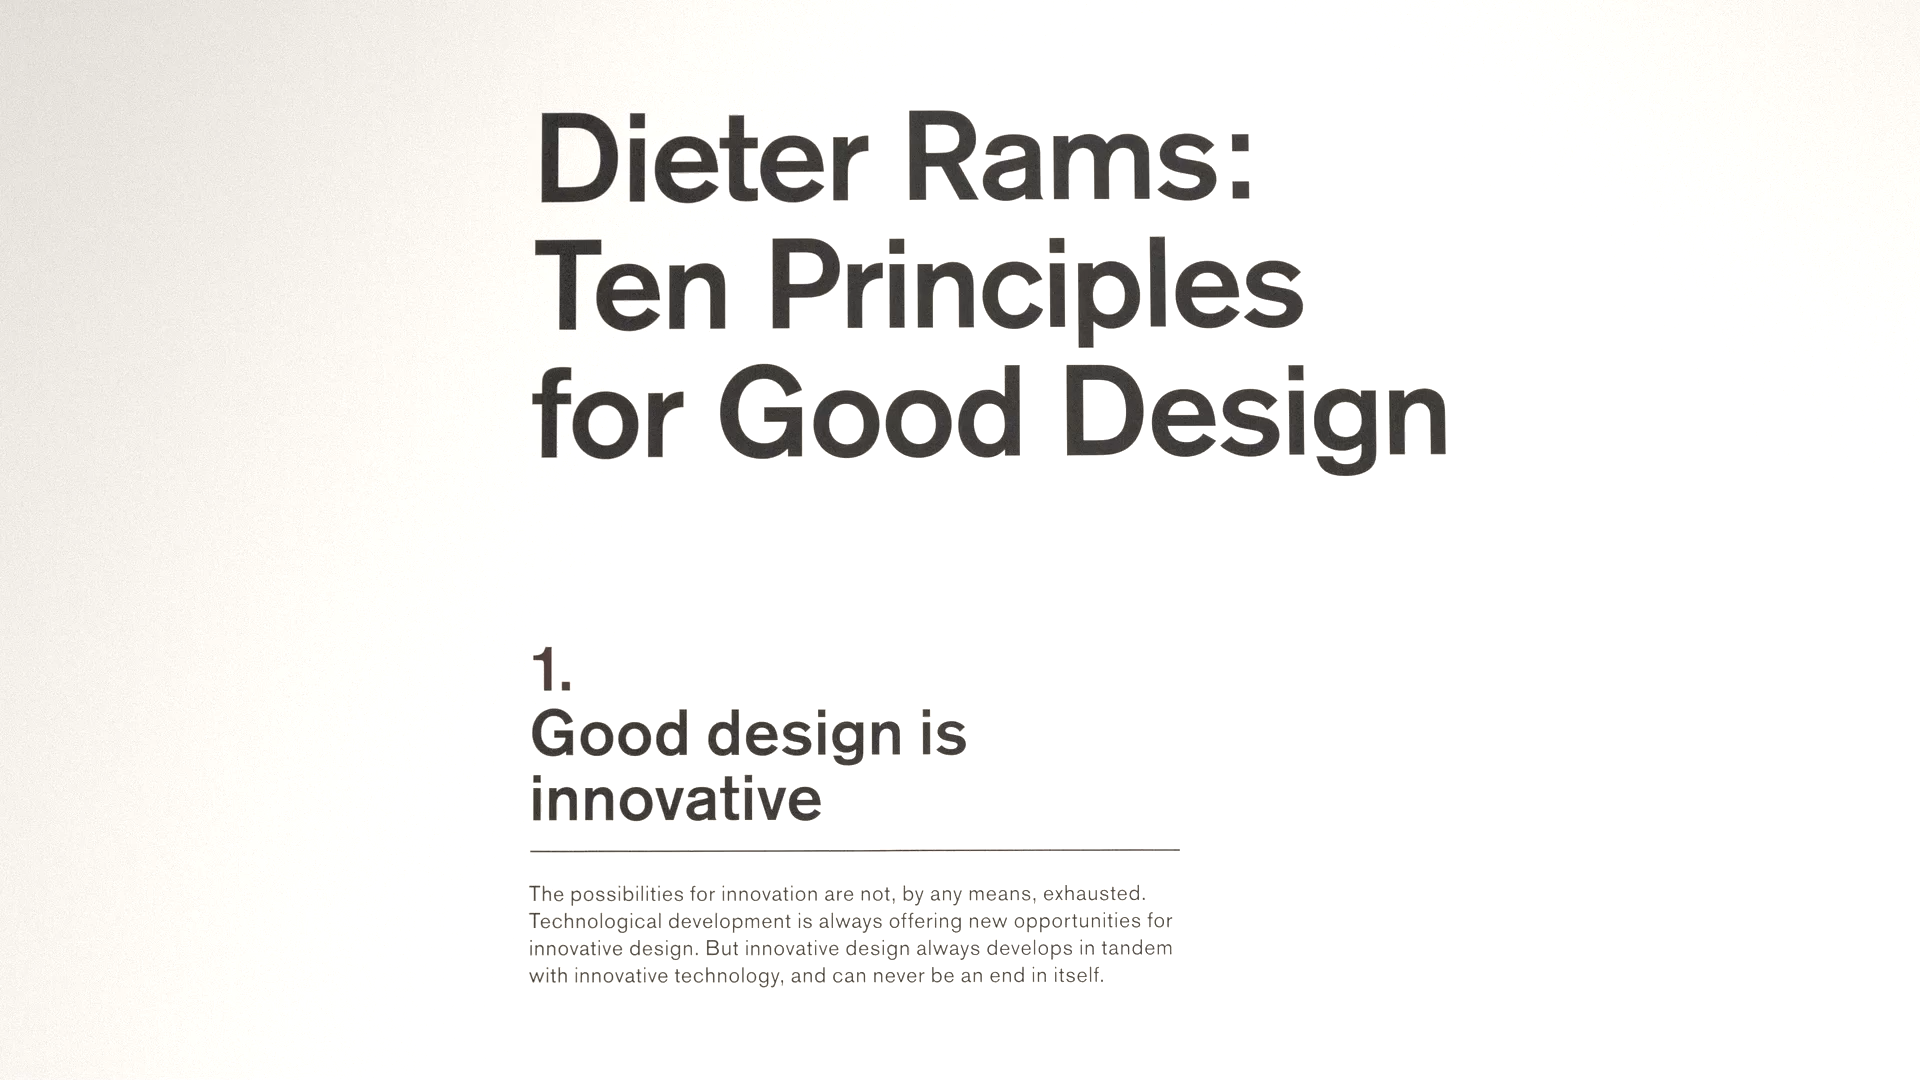 Dieter Rams:
Ten Principles
for Good Design
1.
Good design is
innovative
The possibilities for innovation are not, by any means, exhausted.
Technological development is always offering new opportunities for
innovative design. But innovative design always develops in tandem
with innovative technology, and can never be an end in itself.